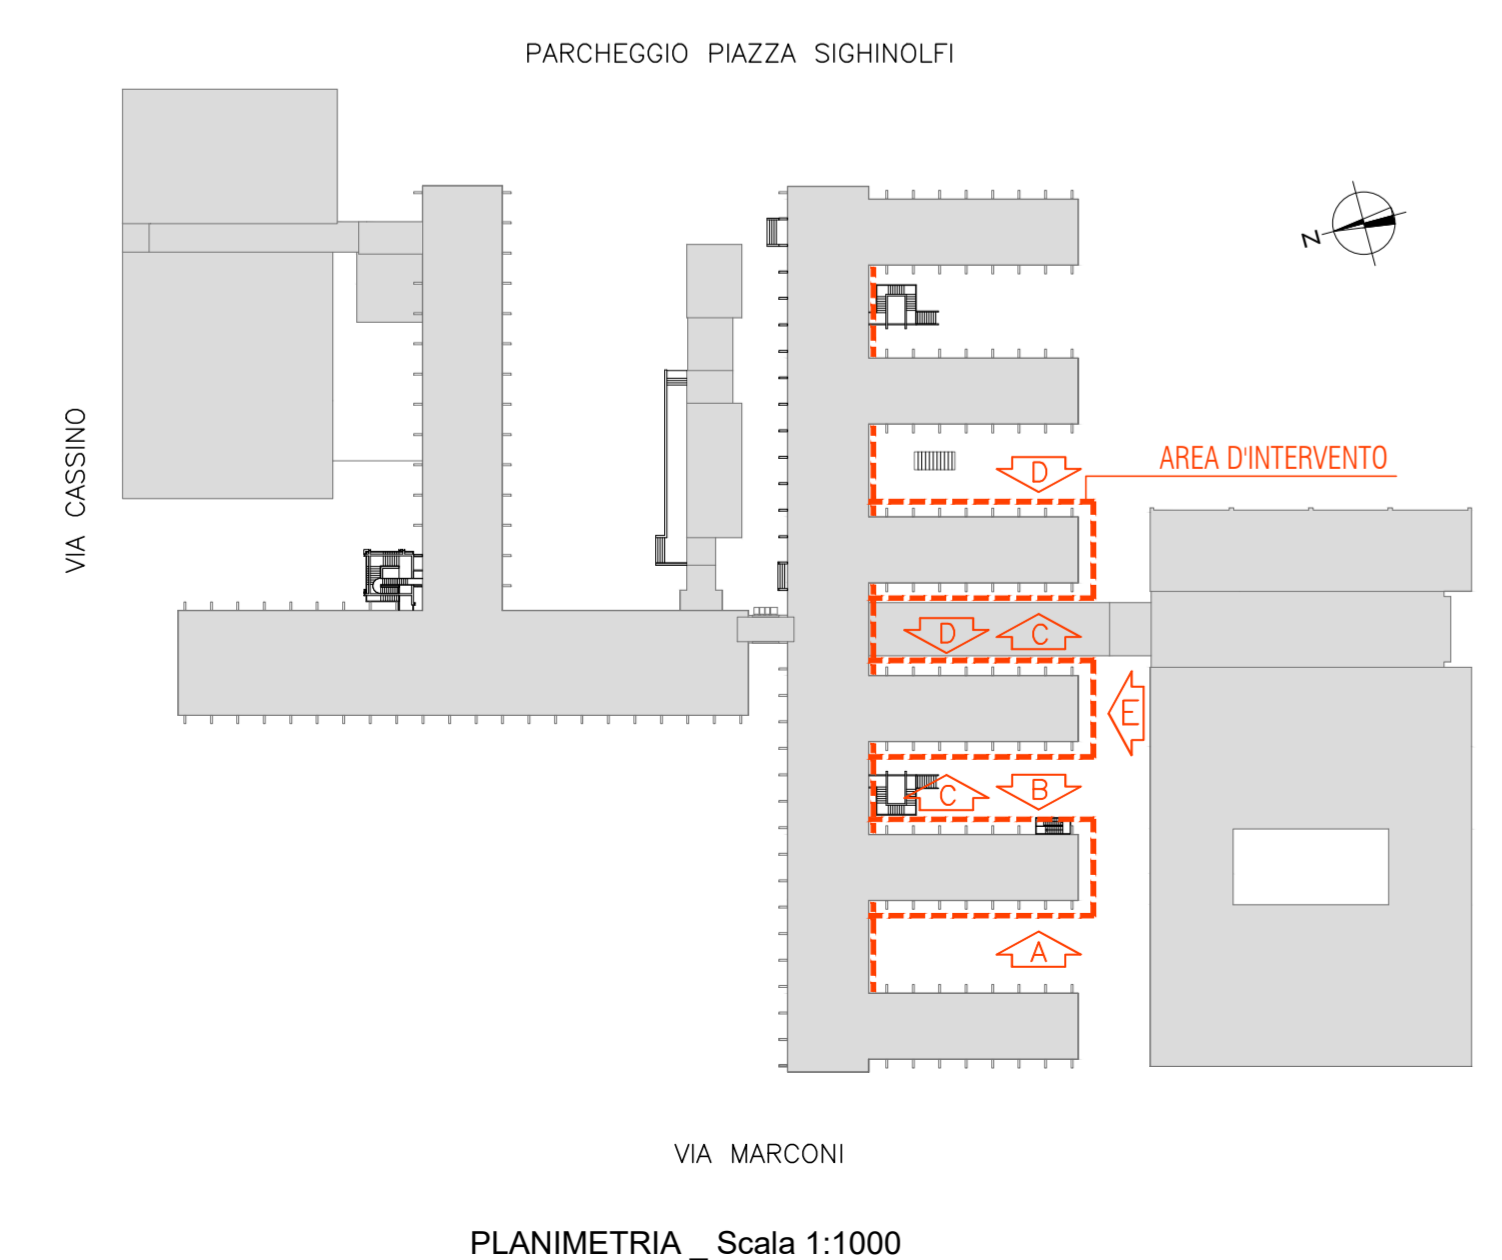 PARCHEGGIO PIAZZA SIGHINOLFI
N
VIA CASSINO
AREA D'INTERVENTO
D
D
C
E
C
B
A
VIA MARCONI
PLANIMETRIA _ Scala 1:1000